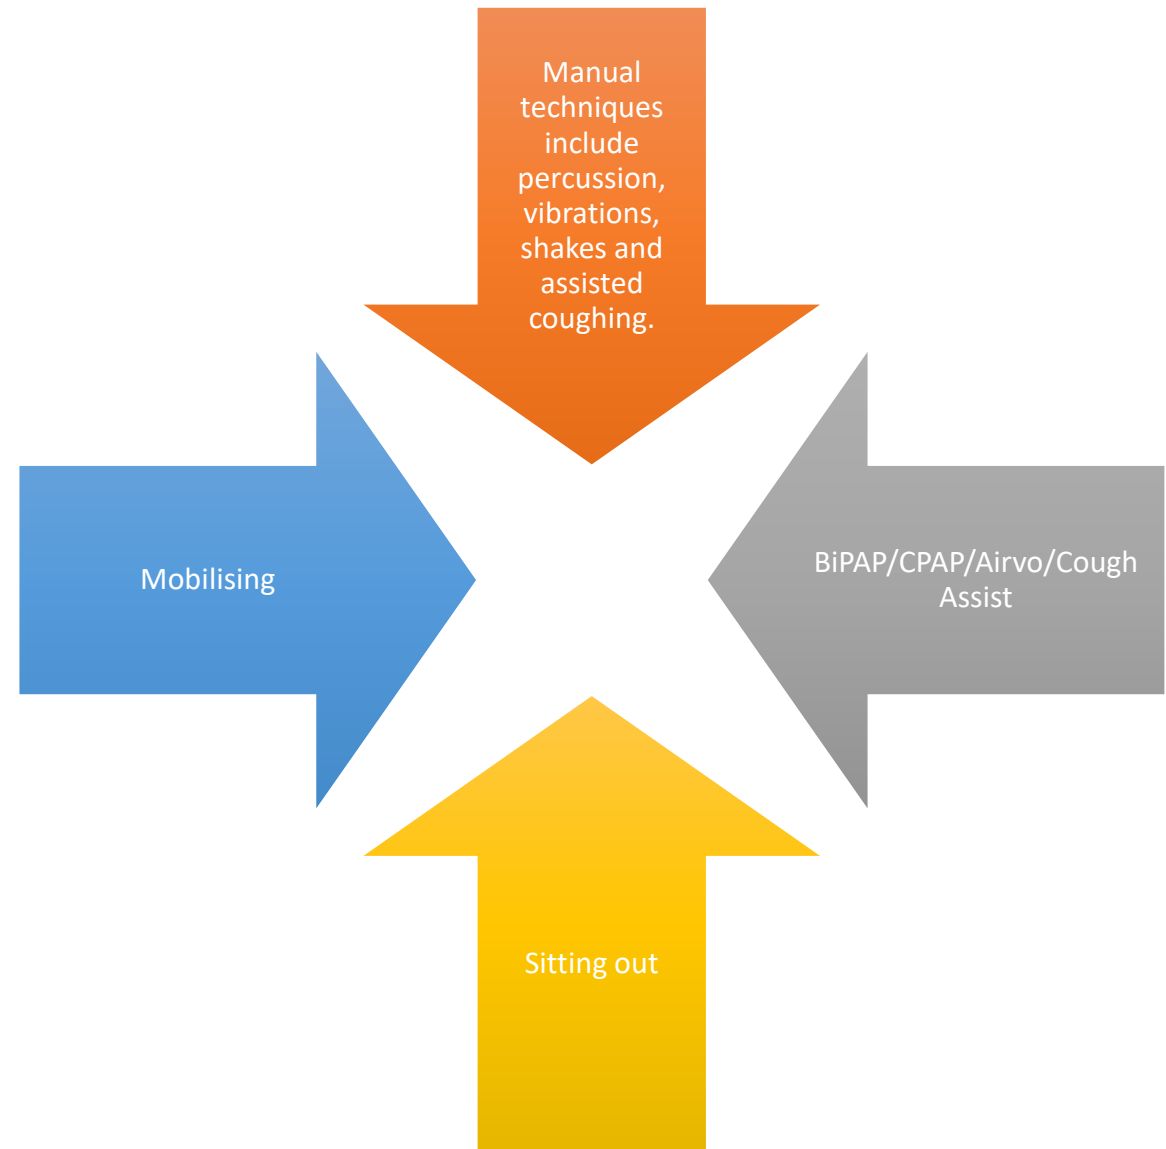 Manual
techniques
include
percussion,
vibrations,
shakes and
assisted
coughing.
Mobilising
BiPAP/CPAP/Airvo/Cough
Assist
Sitting out